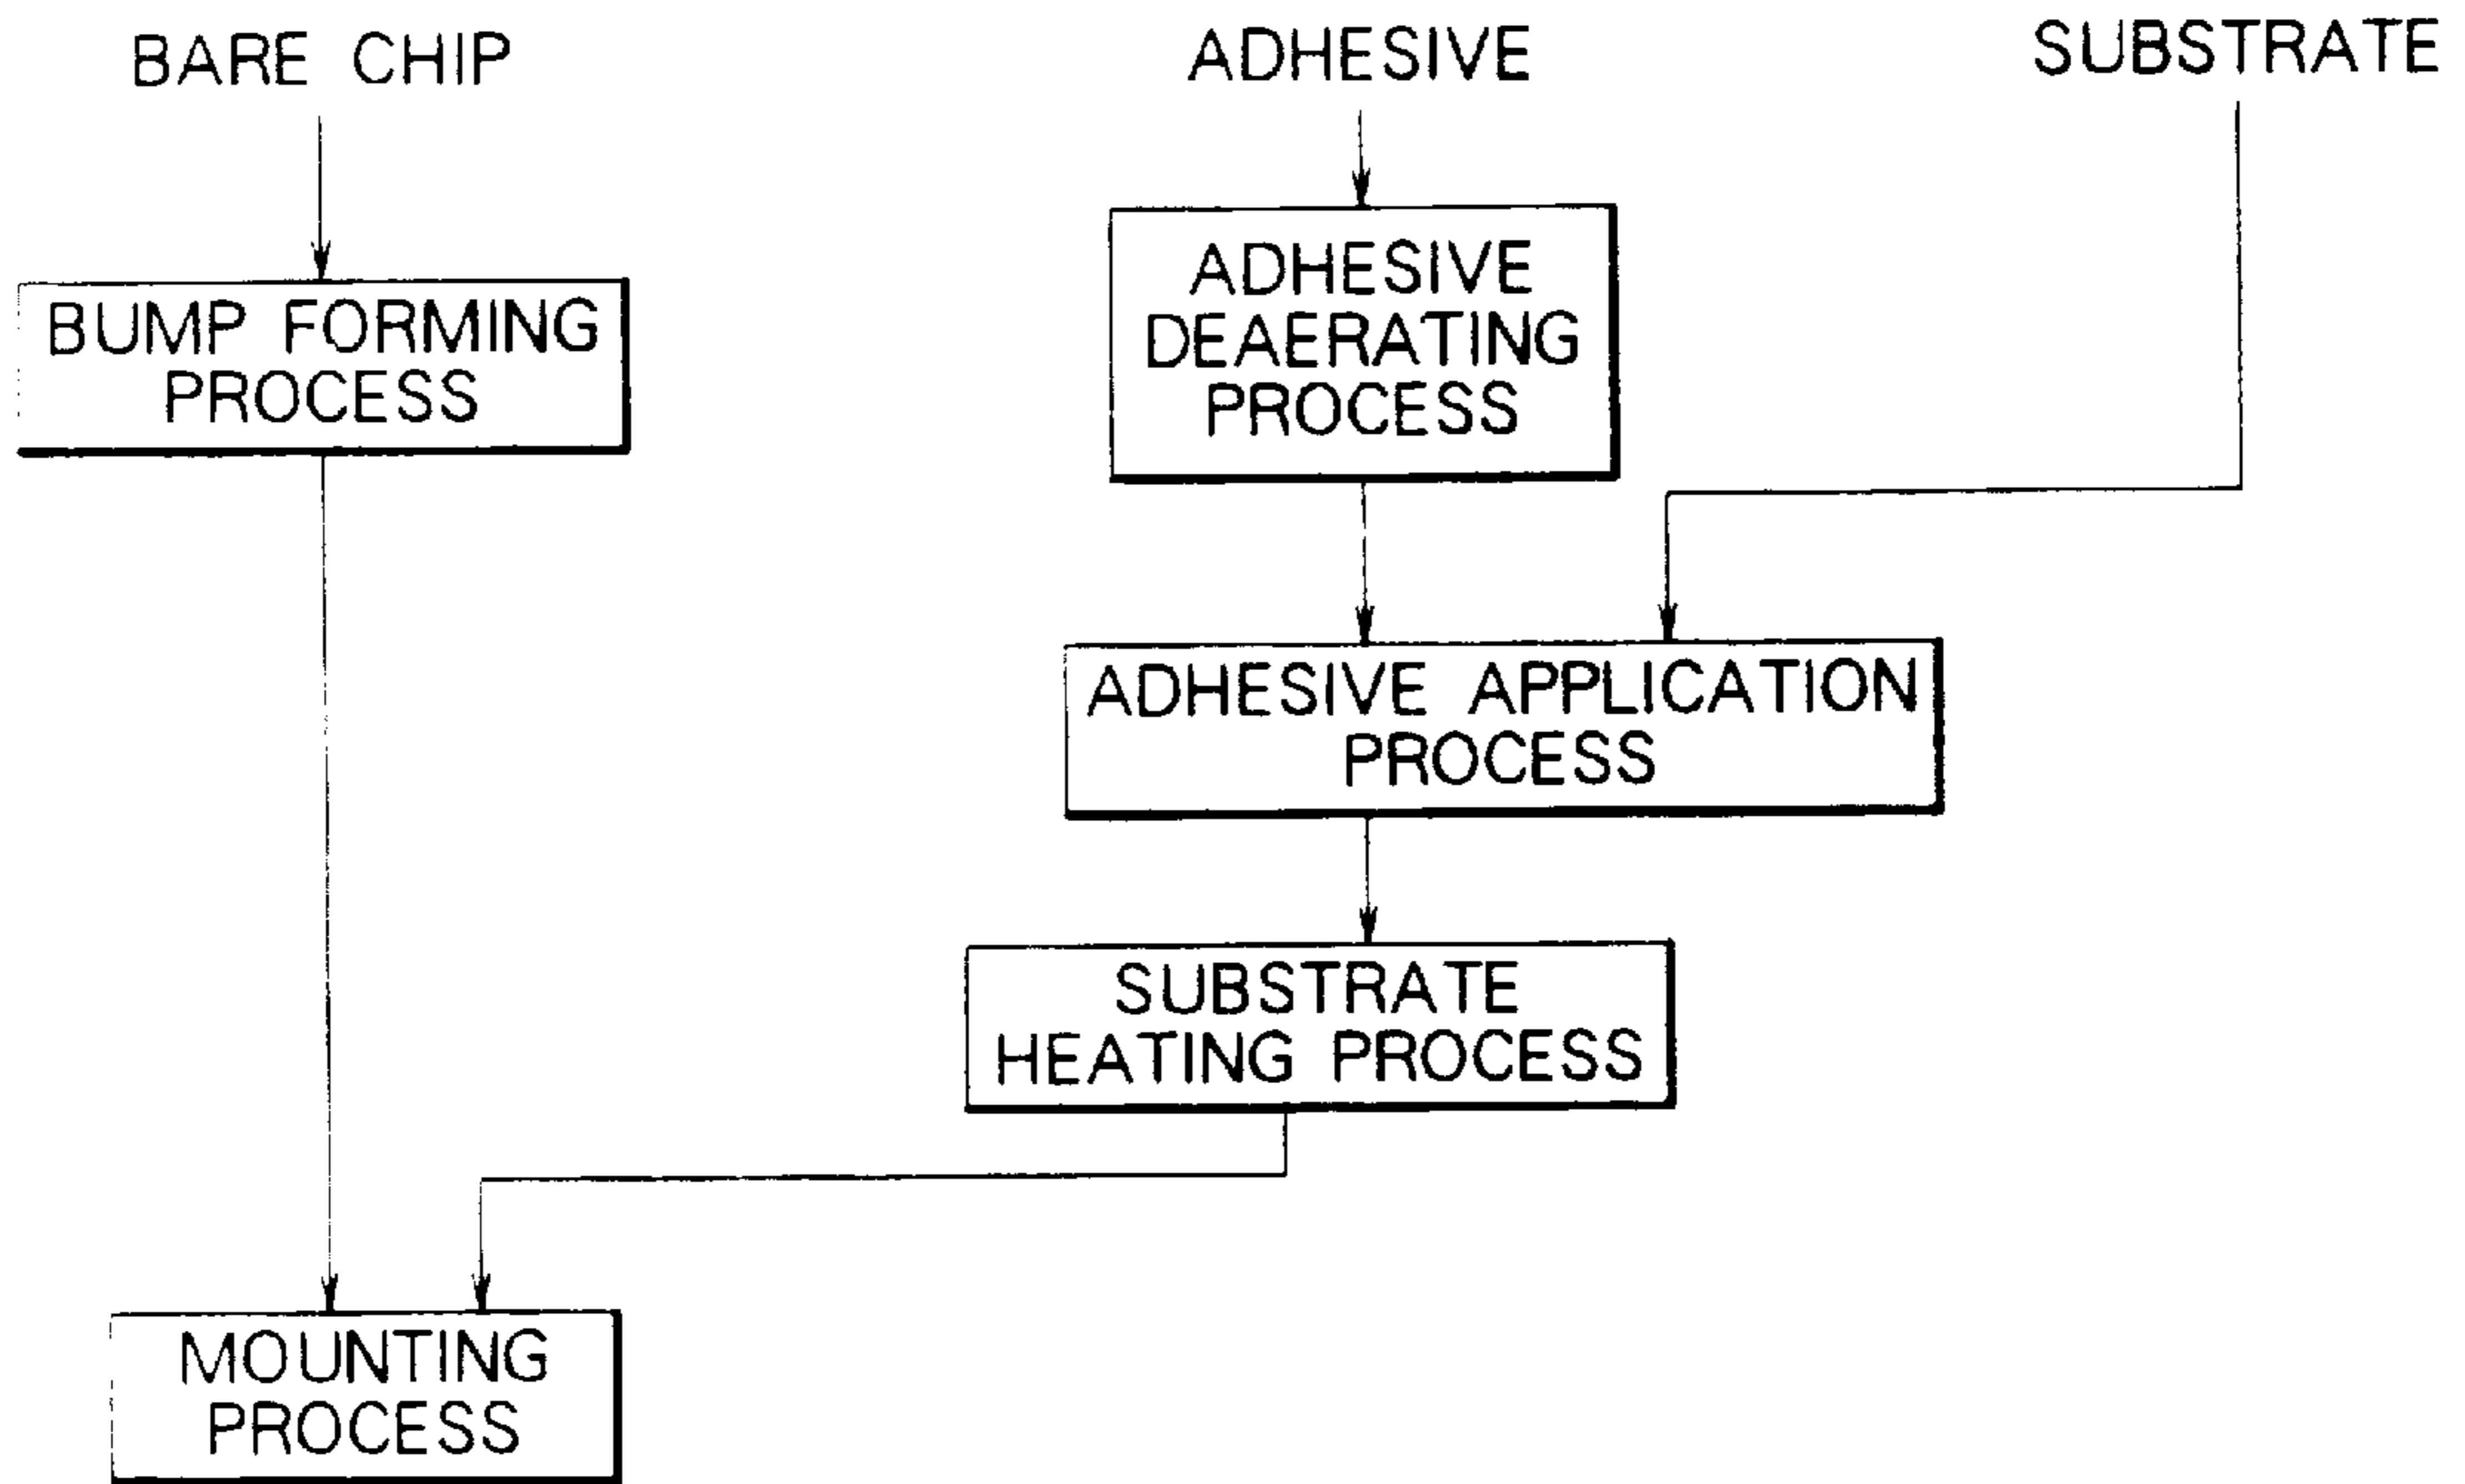 BARE CHIP
ADHESIVE
SUBSTRATE
BUMP FORMING
PROCESS
ADHESIVE
DEAERATING
PROCESS
ADHESIVE APPLICATION
PROCESS
SUBSTRATE
HEATING PROCESS
MOUNTING
PROCESS